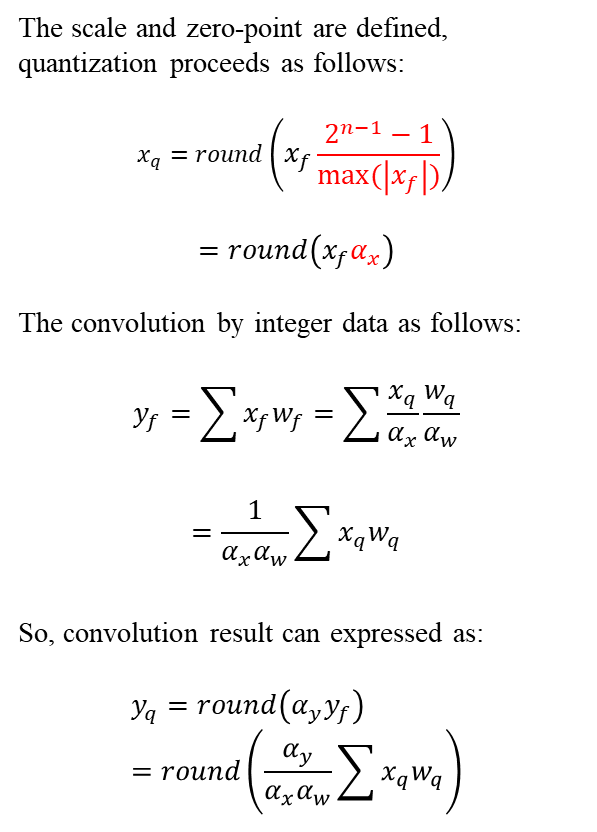 The scale and zero-point are defined,
quantization proceeds as follows:
x_q = round(x_f (2^{n−1} − 1)/(max(|x_f|)))
= round(x_f α_x)
The convolution by integer data as follows:
y_f = ∑ x_f w_f = ∑ (x_q/α_x) (w_q/α_w)
= 1/(α_x α_w) ∑ x_q w_q
So, convolution result can expressed as:
y_q = round(α_y y_f)
= round(α_y/(α_x α_w) ∑ x_q w_q)